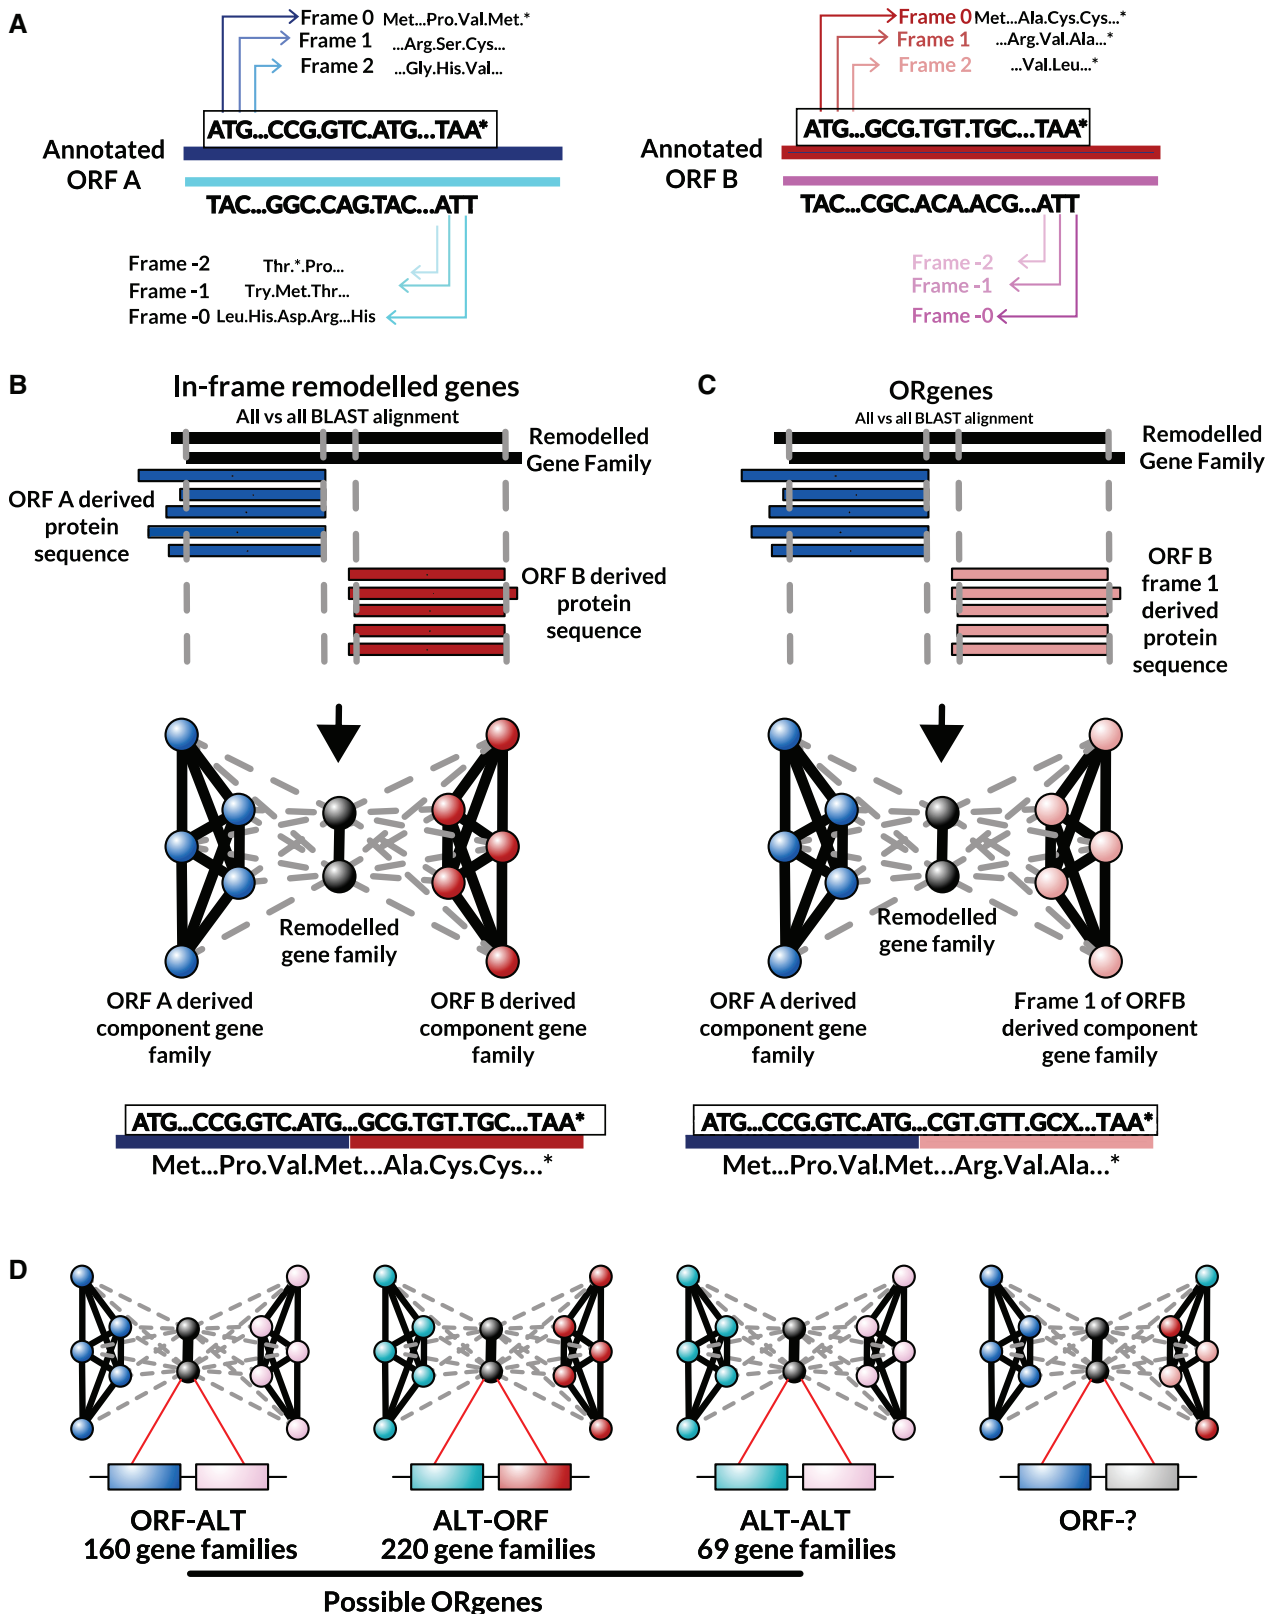 A
Frame 0 Met...Pro.Val.Met.*
Frame 1 ...Arg.Ser.Cys...
Frame 2 ...Gly.His.Val...
ATG...CCG.GTC.ATG...TAA*
Annotated
ORF A
TAC...GGC.CAG.TAC...ATT
Frame -2 Thr.*.Pro...
Frame -1 Try.Met.Thr...
Frame -0 Leu.His.Asp.Arg...His
Frame 0 Met...Ala.Cys.Cys...*
Frame 1 ...Arg.Val.Ala...*
Frame 2 ...Val.Leu...*
ATG...GCG.TGT.TGC...TAA*
Annotated
ORF B
TAC...CGC.ACA.ACG...ATT
Frame -2
Frame -1
Frame -0
B
In-frame remodelled genes
All vs all BLAST alignment
Remodelled
Gene Family
ORF A derived
protein
sequence
ORF B derived
protein
sequence
Remodelled
gene family
ORF A derived
component gene
family
ORF B derived
component gene
family
ATG...CCG.GTC.ATG...GCG.TGT.TGC...TAA*
Met...Pro.Val.Met...Ala.Cys.Cys...*
C
ORgenes
All vs all BLAST alignment
Remodelled
Gene Family
ORF B
frame 1
derived
protein
sequence
Remodelled
gene family
ORF A derived
component gene
family
Frame 1 of ORFB
derived component
gene family
ATG...CCG.GTC.ATG...CGT.GTT.GCX...TAA*
Met...Pro.Val.Met...Arg.Val.Ala...*
D
ORF-ALT
160 gene families
ALT-ORF
220 gene families
ALT-ALT
69 gene families
ORF-?
Possible ORgenes